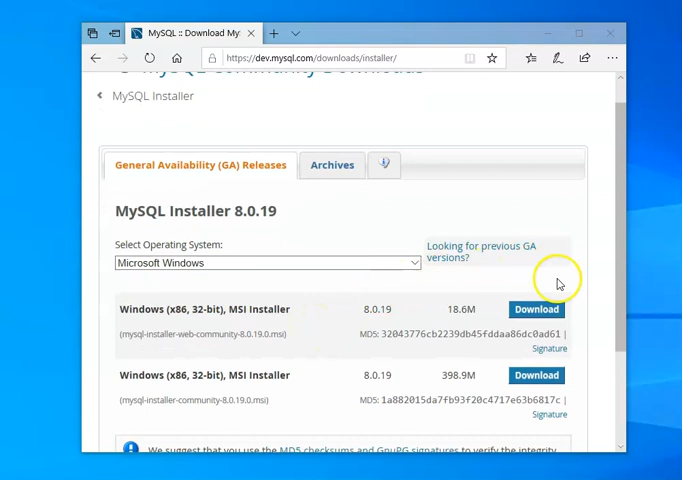 MySQL :: Download My
https://dev.mysql.com/downloads/installer/
MySQL Community Downloads
MySQL Installer
General Availability (GA) Releases
Archives
MySQL Installer 8.0.19
Select Operating System:
Microsoft Windows
Looking for previous GA
versions?
Windows (x86, 32-bit), MSI Installer 8.0.19 18.6M Download
(mysql-installer-web-community-8.0.19.0.msi) MD5: 32043776cb2239db45fddaa86dc0ad61 |
Signature
Windows (x86, 32-bit), MSI Installer 8.0.19 398.9M Download
(mysql-installer-community-8.0.19.0.msi) MD5: 1a882015da7fb93f20c4717e63b6817c |
Signature
We suggest that you use the MD5 checksums and GnuPG signatures to verify the integrity